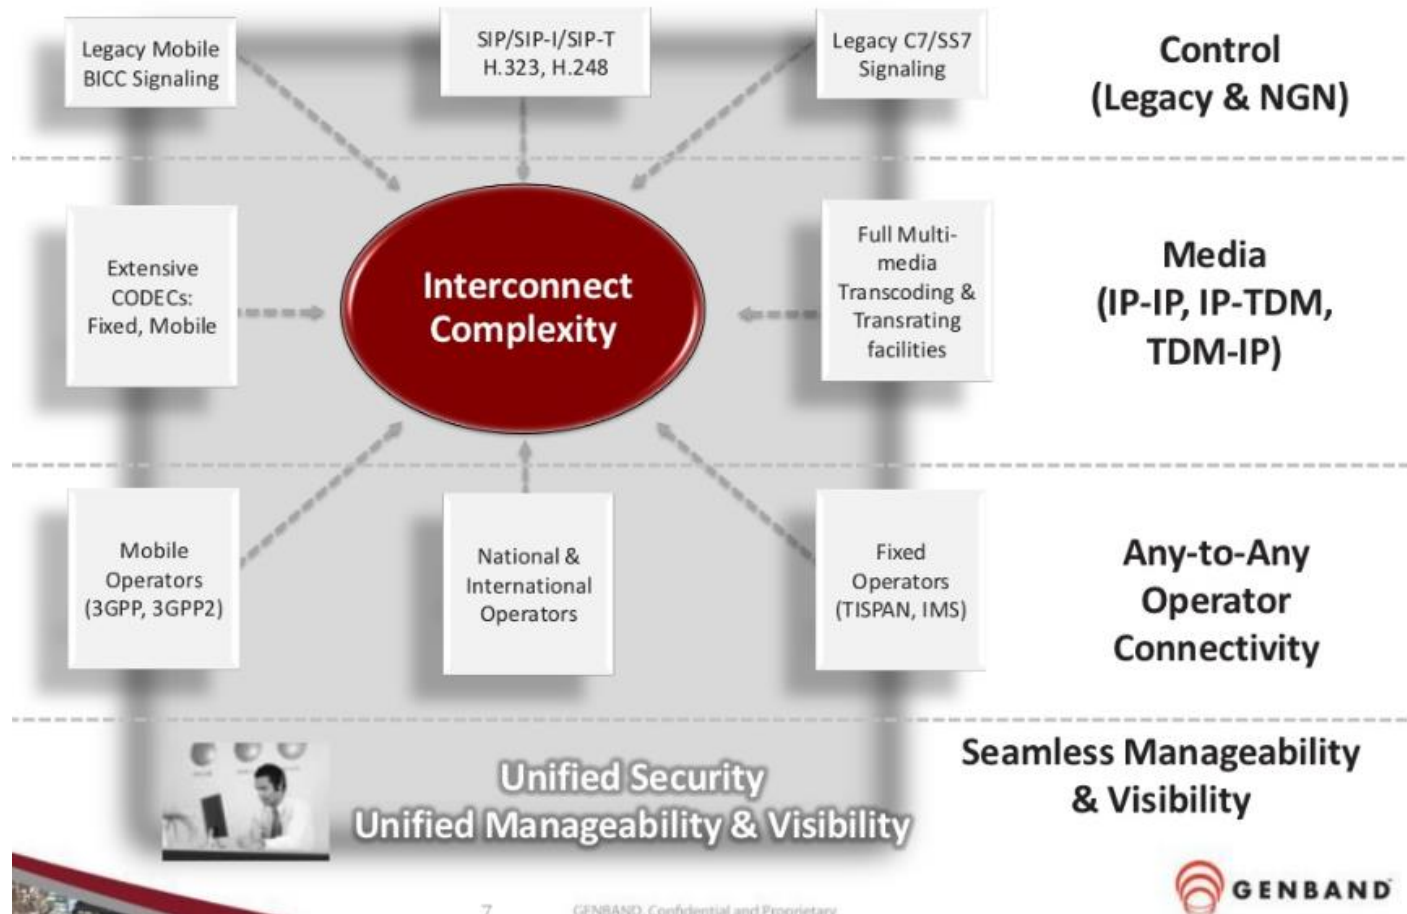 Legacy Mobile
BICC Signaling
SIP/SIP-I/SIP-T
H.323, H.248
Legacy C7/SS7
Signaling
Control
(Legacy & NGN)
Extensive
CODECs:
Fixed, Mobile
Interconnect
Complexity
Full Multi-
media
Transcoding &
Transrating
facilities
Media
(IP-IP, IP-TDM,
TDM-IP)
Mobile
Operators
(3GPP, 3GPP2)
National &
International
Operators
Fixed
Operators
(TISPAN, IMS)
Any-to-Any
Operator
Connectivity
Unified Security
Unified Manageability & Visibility
Seamless Manageability
& Visibility
7
GENBAND Confidential and Proprietary
GENBAND